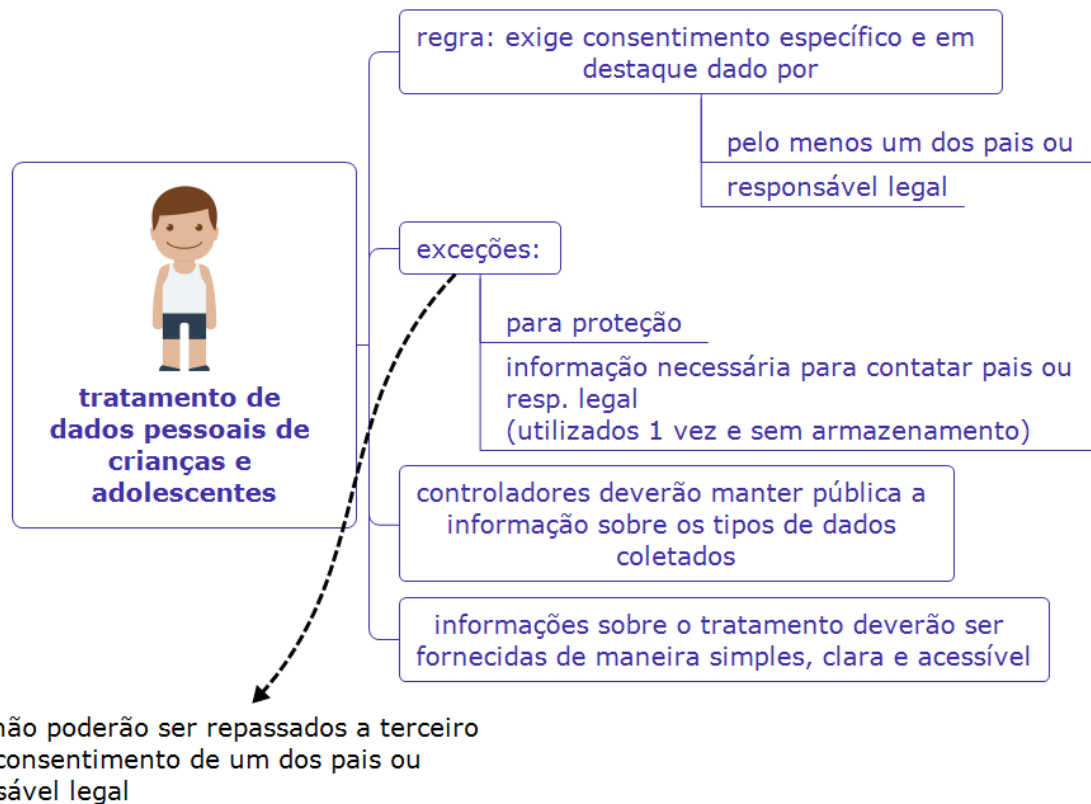 regra: exige consentimento específico e em
destaque dado por
pelo menos um dos pais ou
responsável legal
tratamento de
dados pessoais de
crianças e
adolescentes
exceções:
para proteção
informação necessária para contatar pais ou
resp. legal
(utilizados 1 vez e sem armazenamento)
controladores deverão manter pública a
informação sobre os tipos de dados
coletados
informações sobre o tratamento deverão ser
fornecidas de maneira simples, clara e acessível
não poderão ser repassados a terceiro
consentimento de um dos pais ou
sável legal